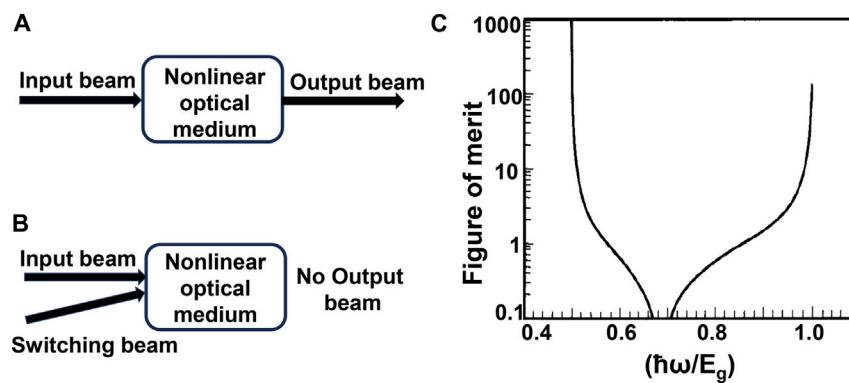 A
Input beam
Nonlinear
optical
medium
Output beam
B
Input beam
Switching beam
Nonlinear
optical
medium
No Output
beam
C
Figure of merit
1000
100
10
1
0.1
0.4 0.6 0.8 1.0
(ħω/Eg)